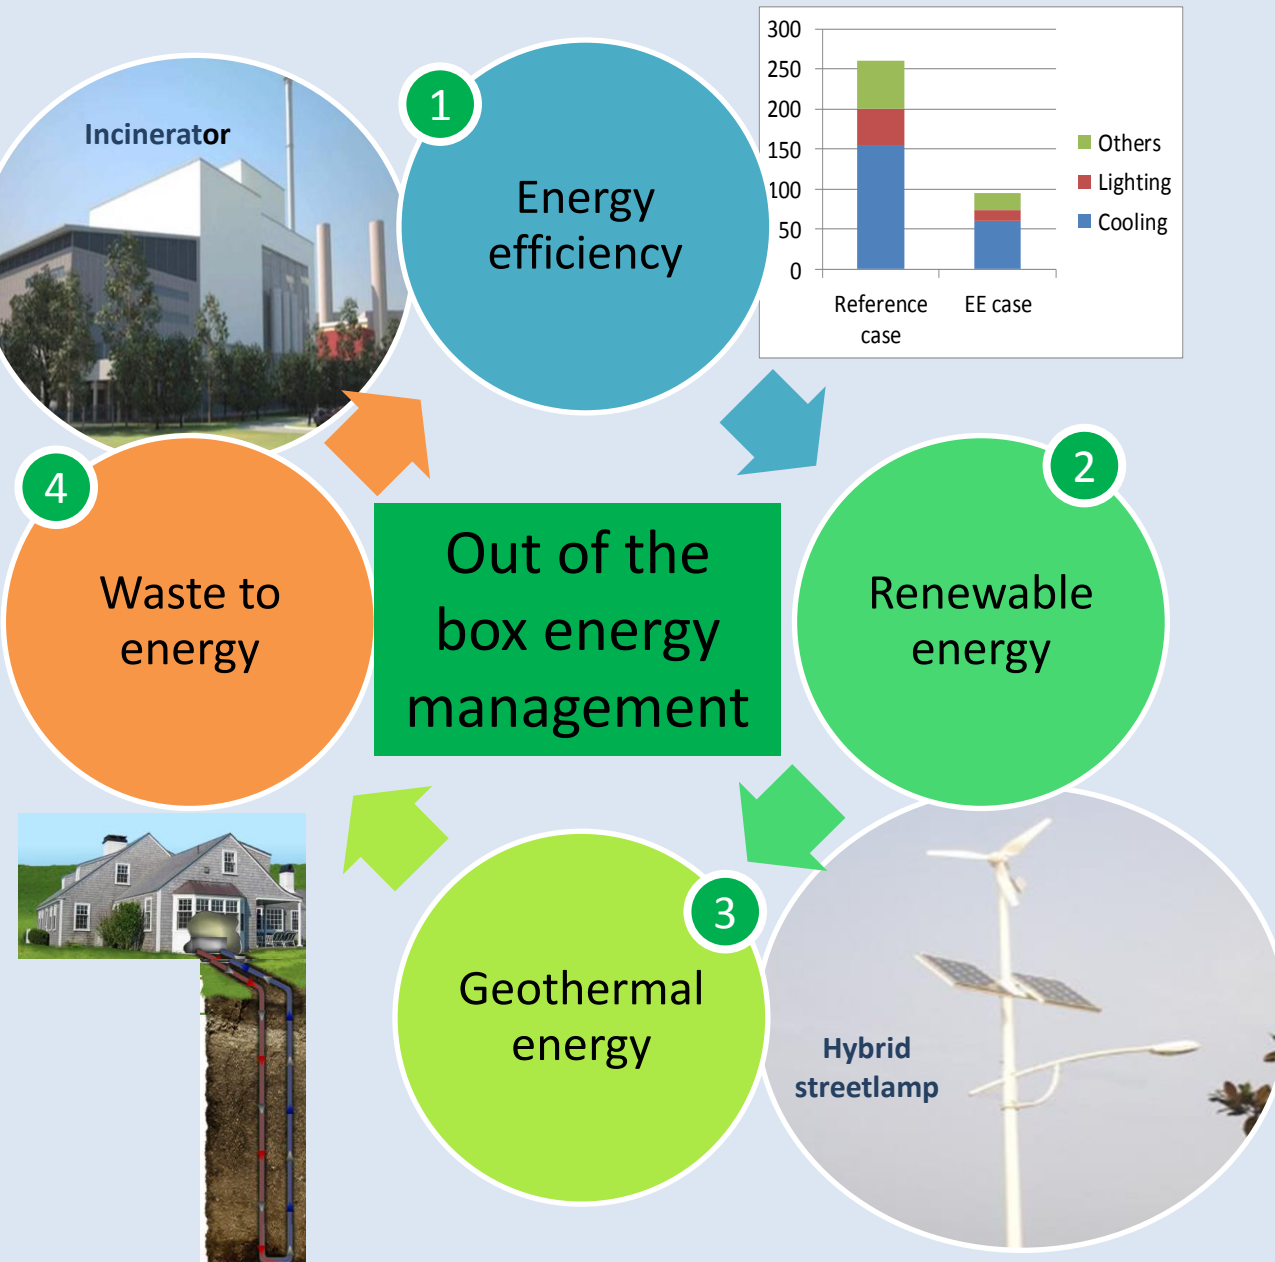 Incinerator
1
Energy
efficiency
300
250
200
150
100
50
0
Reference
case
EE case
Others
Lighting
Cooling
2
Renewable
energy
4
Waste to
energy
Out of the
box energy
management
3
Geothermal
energy
Hybrid
streetlamp